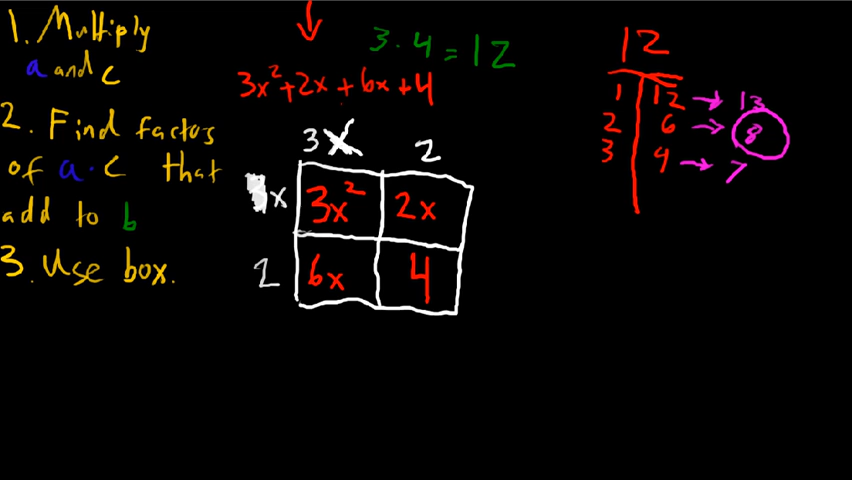 1. Multiply
a and c
2. Find factos
of a · c that
add to b
3. Use box.
3 · 4 = 12
3x² + 2x + 6x + 4
3x 2
x 3x² 2x
2 6x 4
12
1 12 → 13
2 6 → 8
3 4 → 7